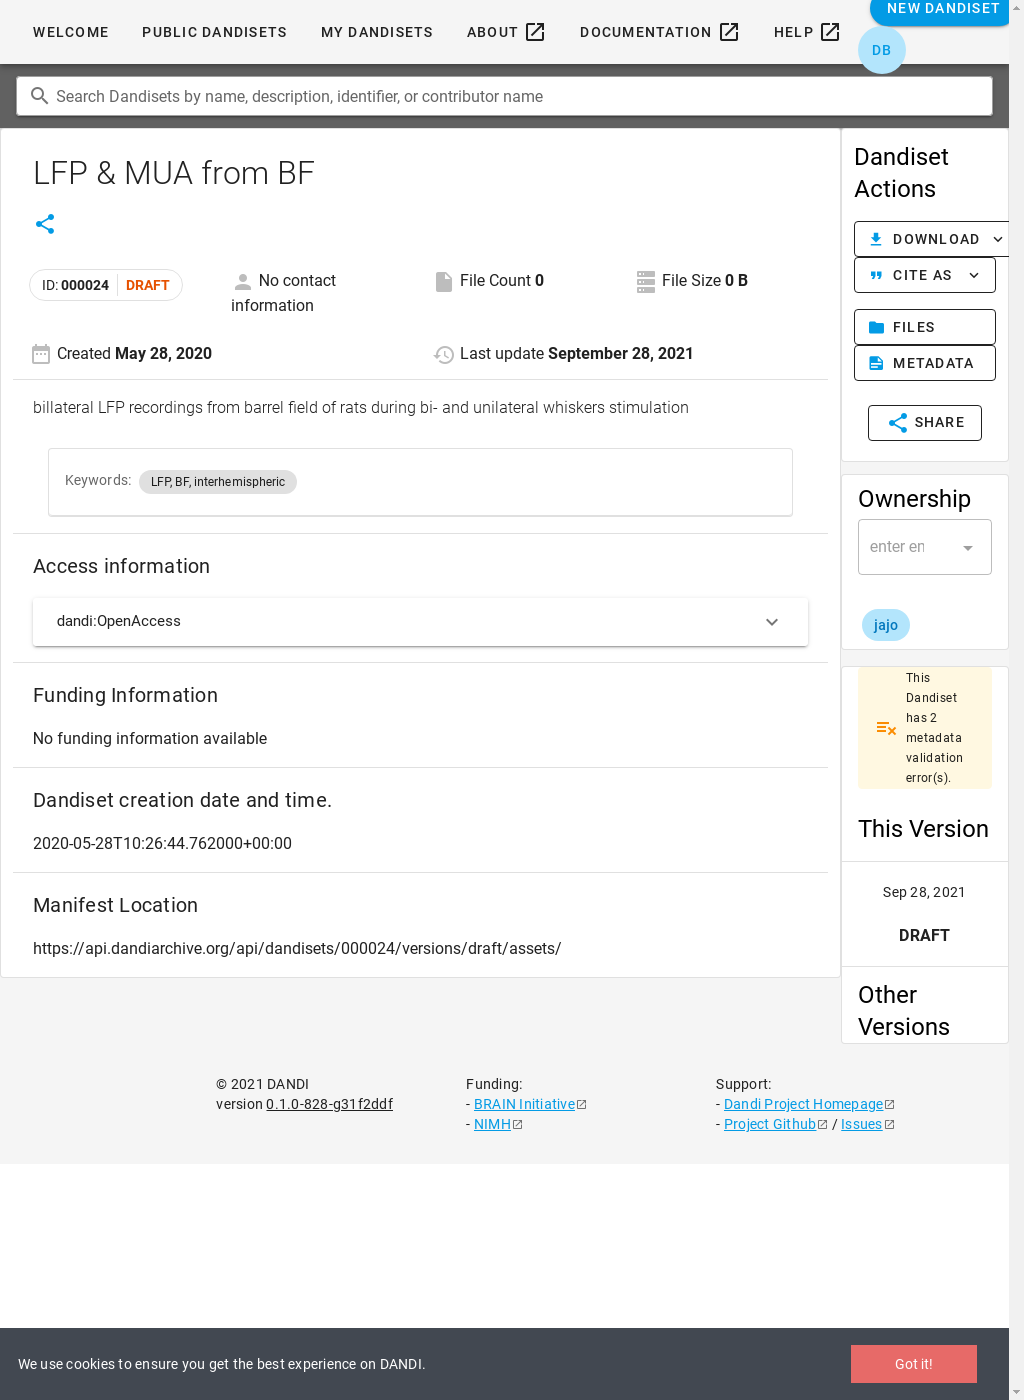 WELCOME
PUBLIC DANDISETS
MY DANDISETS
ABOUT
DOCUMENTATION
HELP
NEW DANDISET
DB
Search Dandisets by name, description, identifier, or contributor name
LFP & MUA from BF
ID: 000024
DRAFT
No contact
information
File Count 0
File Size 0 B
Created May 28, 2020
Last update September 28, 2021
billateral LFP recordings from barrel field of rats during bi- and unilateral whiskers stimulation
Keywords:
LFP, BF, interhemispheric
Access information
dandi:OpenAccess
Funding Information
No funding information available
Dandiset creation date and time.
2020-05-28T10:26:44.762000+00:00
Manifest Location
https://api.dandiarchive.org/api/dandisets/000024/versions/draft/assets/
Dandiset
Actions
DOWNLOAD
CITE AS
FILES
METADATA
SHARE
Ownership
enter en
jajo
This
Dandiset
has 2
metadata
validation
error(s).
This Version
Sep 28, 2021
DRAFT
Other
Versions
© 2021 DANDI
version 0.1.0-828-g31f2ddf
Funding:
- BRAIN Initiative
- NIMH
Support:
- Dandi Project Homepage
- Project Github / Issues
We use cookies to ensure you get the best experience on DANDI.
Got it!